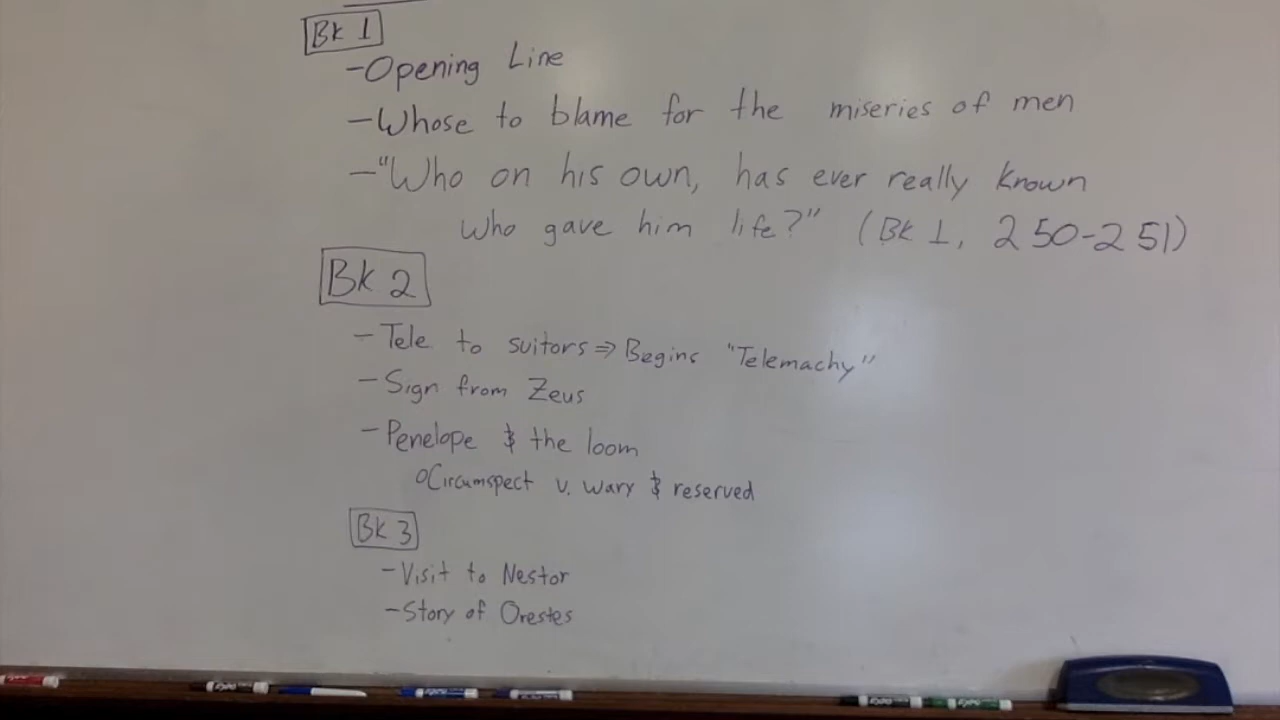 Bk 1
-Opening Line
-Whose to blame for the miseries of men
-"Who on his own, has ever really known
who gave him life?" (Bk 1, 250-251)
Bk 2
-Tele to suitors ⇒ Begins "Telemachy"
-Sign from Zeus
-Penelope & the loom
oCircumspect v. wary & reserved
Bk 3
-Visit to Nestor
-Story of Orestes